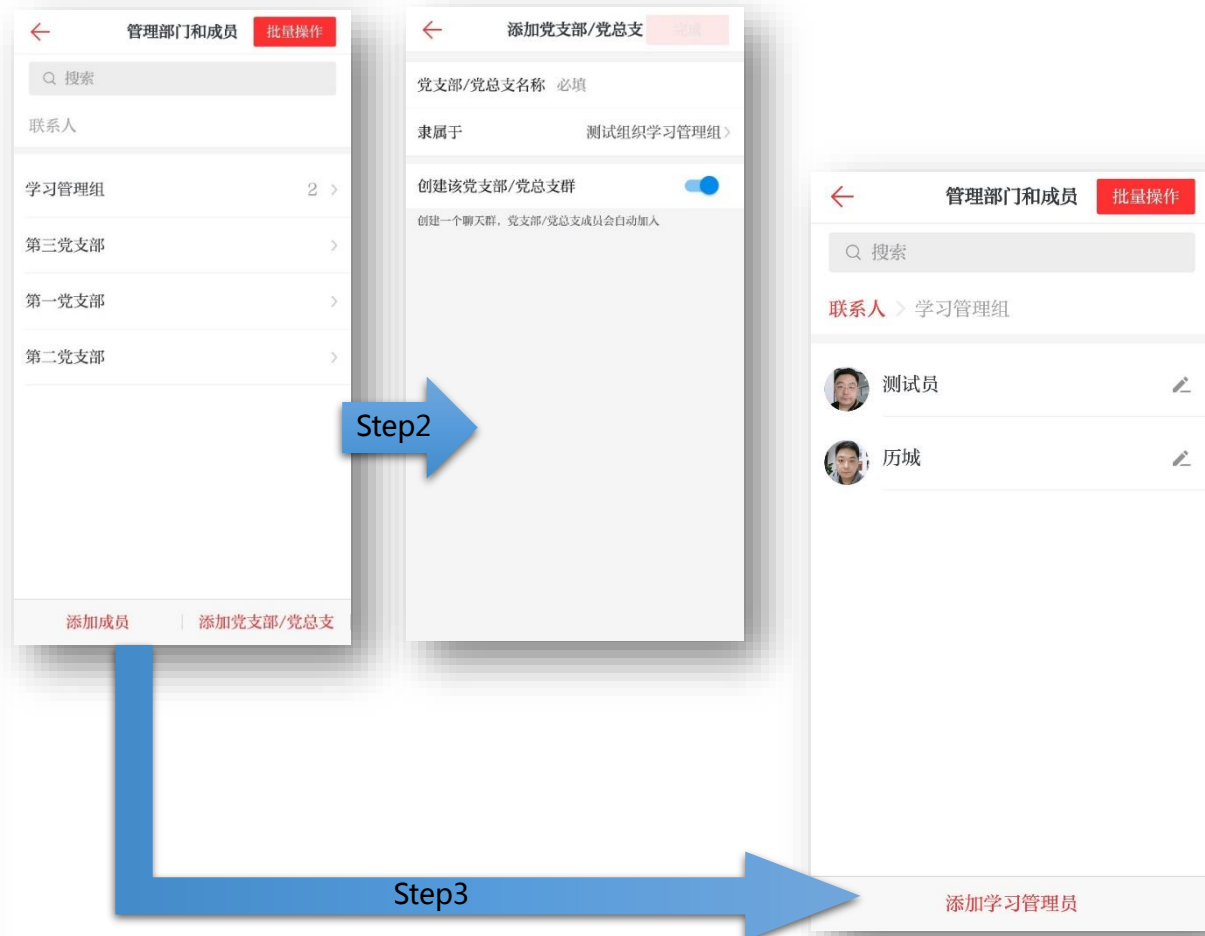 管理部门和成员 批量操作
搜索
联系人
学习管理组 2
第三党支部
第一党支部
第二党支部
添加成员 添加党支部/党总支
Step2
添加党支部/党总支 完成
党支部/党总支名称 必填
隶属于 测试组织学习管理组
创建该党支部/党总支群
创建一个聊天群，党支部/党总支成员会自动加入
Step3
管理部门和成员 批量操作
搜索
联系人 学习管理组
测试员
历城
添加学习管理员